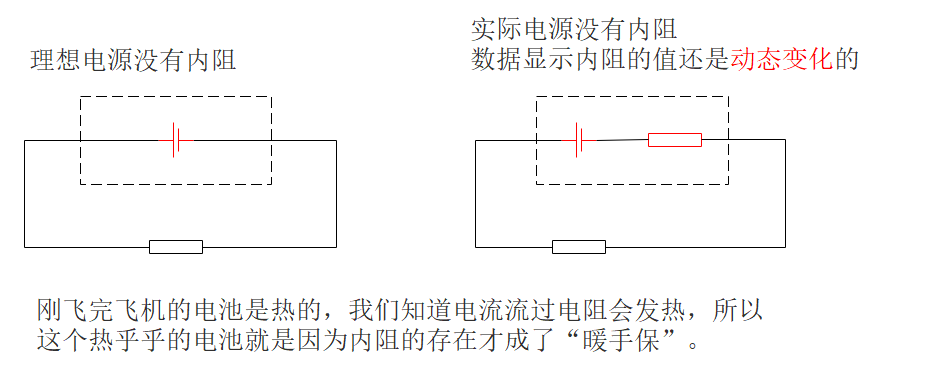 理想电源没有内阻
实际电源没有内阻
数据显示内阻的值还是动态变化的
刚飞完飞机的电池是热的，我们知道电流流过电阻会发热，所以
这个热乎乎的电池就是因为内阻的存在才成了“暖手保”。